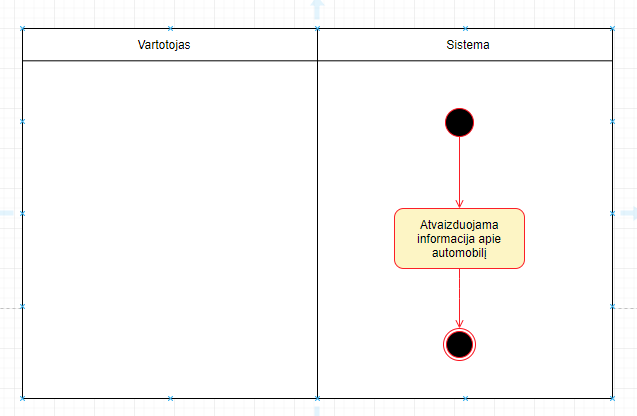 Vartotojas
Sistema
Atvaizduojama
informacija apie
automobilį